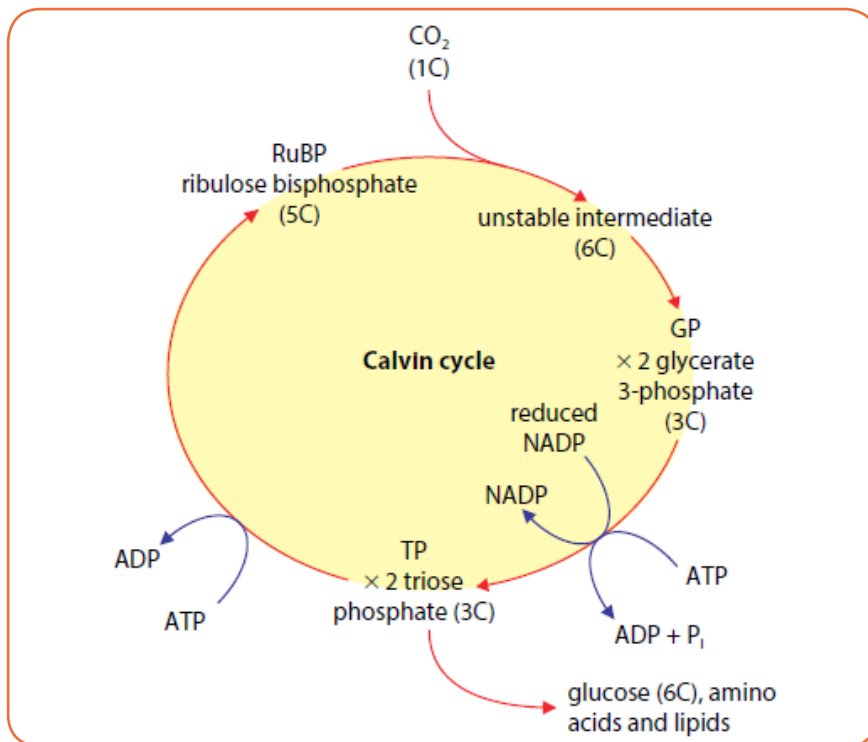 CO₂
(1C)
RuBP
ribulose bisphosphate
(5C)
unstable intermediate
(6C)
GP
× 2 glycerate
3-phosphate
(3C)
Calvin cycle
reduced
NADP
NADP
ATP
ADP + Pᵢ
TP
× 2 triose
phosphate (3C)
ADP
ATP
glucose (6C), amino
acids and lipids